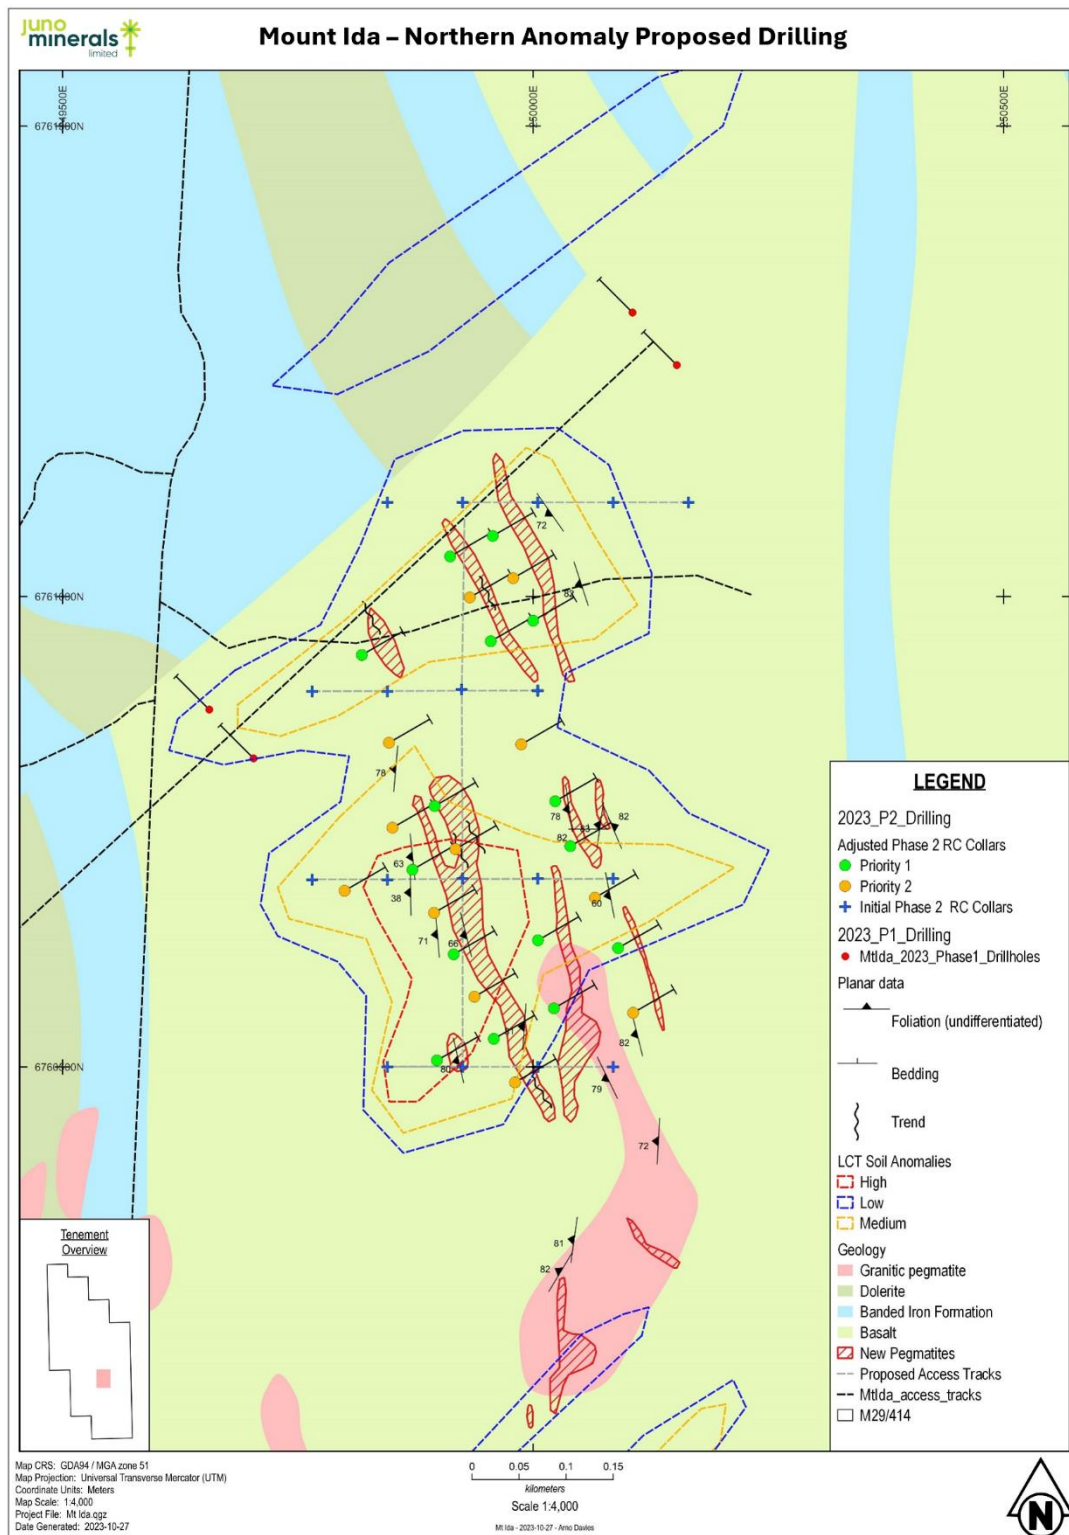 juno
minerals
limited
Mount Ida – Northern Anomaly Proposed Drilling
250000E
250500E
72
78
63
38
71
66
78
82
82
60
80
82
79
72
81
82
LEGEND
2023_P2_Drilling
Adjusted Phase 2 RC Collars
Priority 1
Priority 2
Initial Phase 2 RC Collars
2023_P1_Drilling
MtIda_2023_Phase1_Drillholes
Planar data
Foliation (undifferentiated)
Bedding
Trend
LCT Soil Anomalies
High
Low
Medium
Geology
Granitic pegmatite
Dolerite
Banded Iron Formation
Basalt
New Pegmatites
Proposed Access Tracks
MtIda_access_tracks
M29/414
Tenement
Overview
Map CRS: GDA94 / MGA zone 51
Map Projection: Universal Transverse Mercator (UTM)
Coordinate Units: Meters
Map Scale: 1:4,000
Project File: Mt Ida.qgz
Date Generated: 2023-10-27
0 0.05 0.1 0.15
kilometers
Scale 1:4,000
Mt Ida - 2023-10-27 - Arno Davies
N